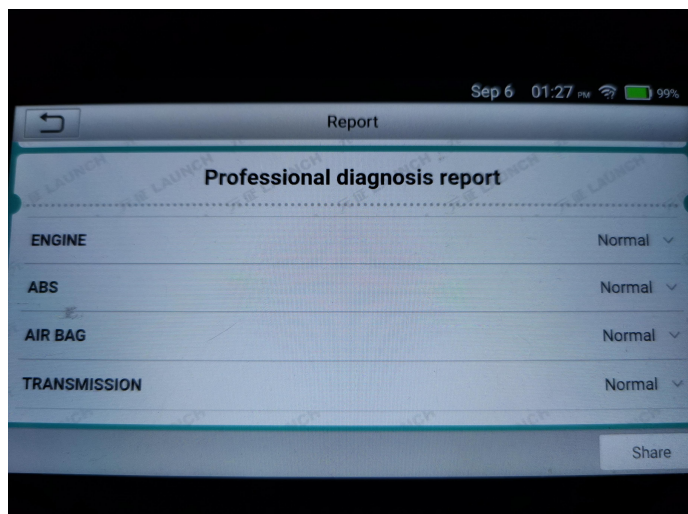 Sep 6 01:27 PM 99%
Report
Professional diagnosis report
ENGINE Normal
ABS Normal
AIR BAG Normal
TRANSMISSION Normal
Share